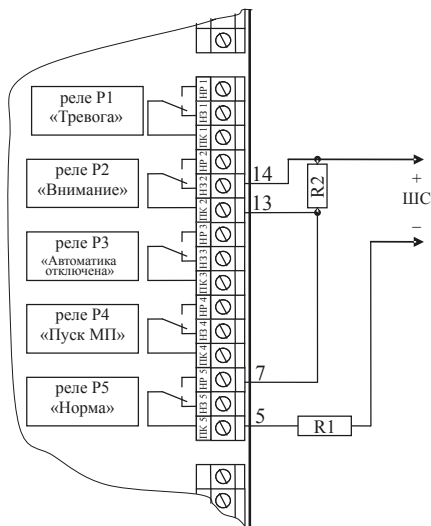 реле Р1
«Тревога»
НР 1
НЗ 1
ПК 1
реле Р2
«Внимание»
НР 2
НЗ 2
ПК 2
14
13
R2
+
ШС
–
реле Р3
«Автоматика
отключена»
НР 3
НЗ 3
ПК 3
реле Р4
«Пуск МП»
НР 4
НЗ 4
ПК 4
реле Р5
«Норма»
НР 5
НЗ 5
ПК 5
7
5
R1